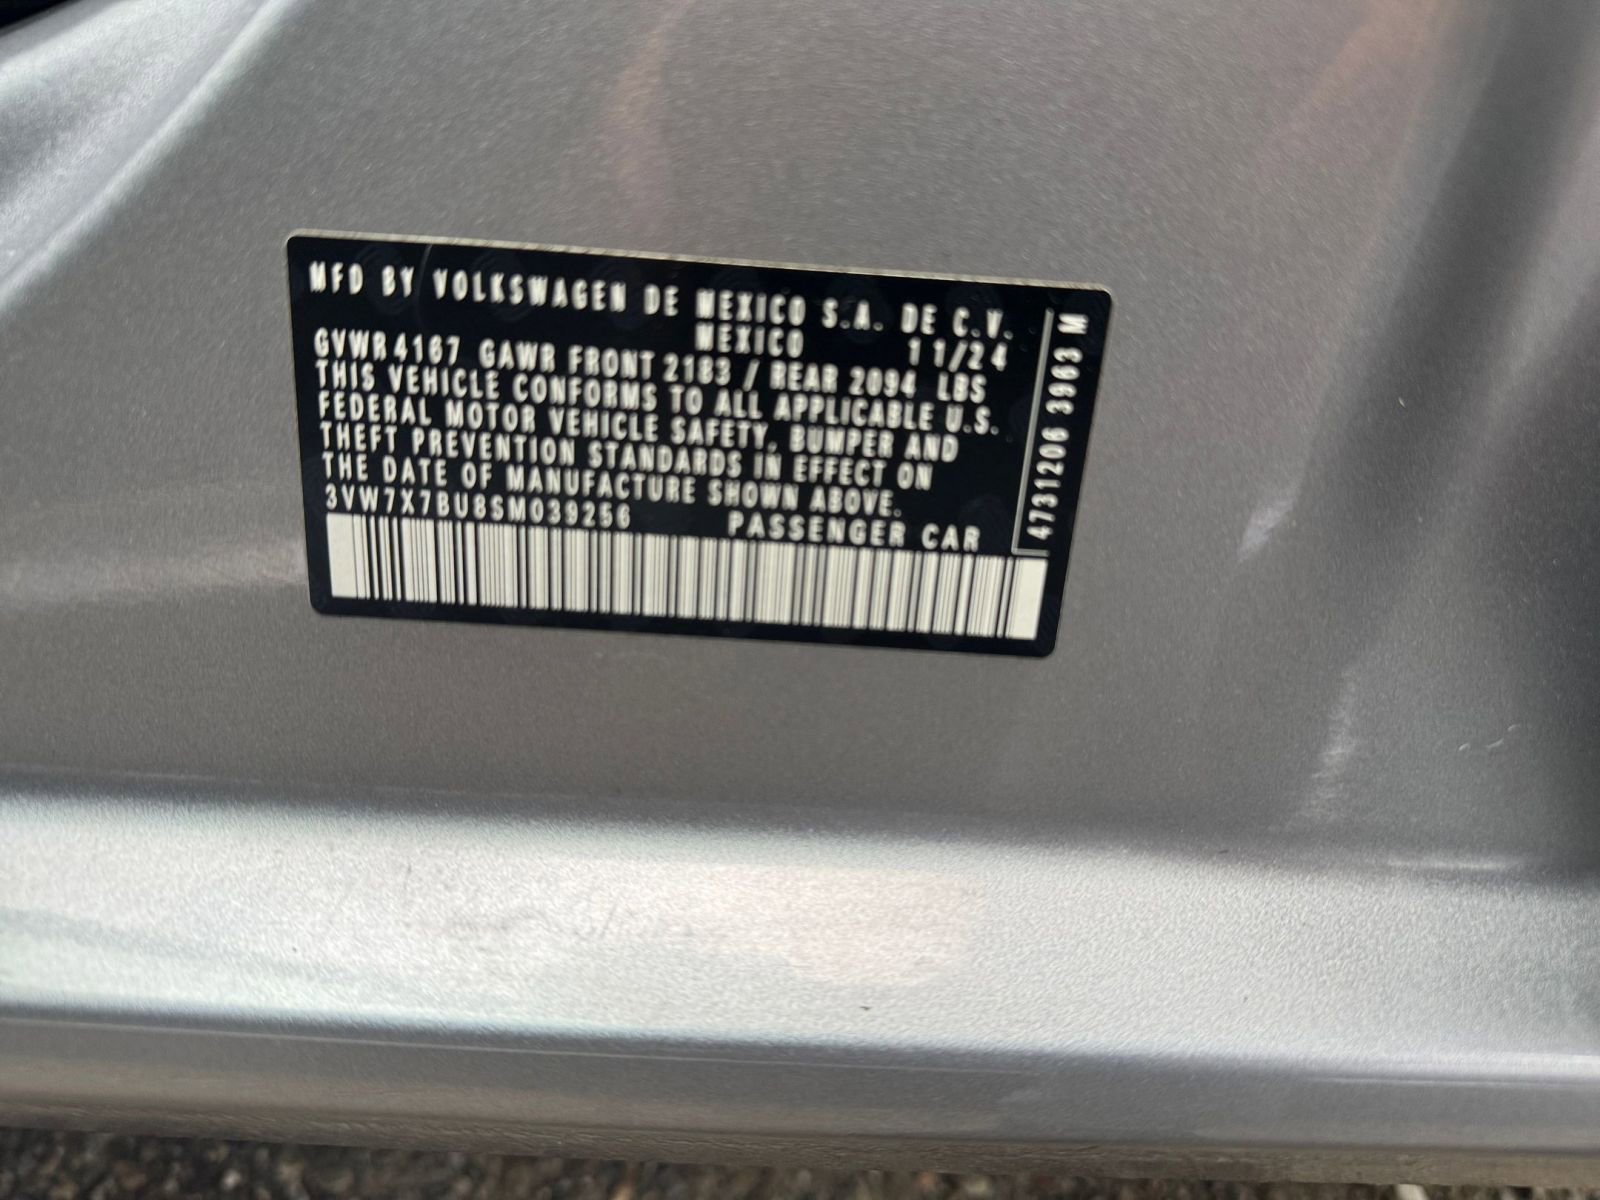 MFD BY VOLKSWAGEN DE MEXICO S.A. DE C.V.
MEXICO 11/24
GVWR 4167 GAWR FRONT 2183 / REAR 2094 LBS
THIS VEHICLE CONFORMS TO ALL APPLICABLE U.S.
FEDERAL MOTOR VEHICLE SAFETY, BUMPER AND
THEFT PREVENTION STANDARDS IN EFFECT ON
THE DATE OF MANUFACTURE SHOWN ABOVE.
3VW7X7BU8SM039256 PASSENGER CAR
4731206 3963 M